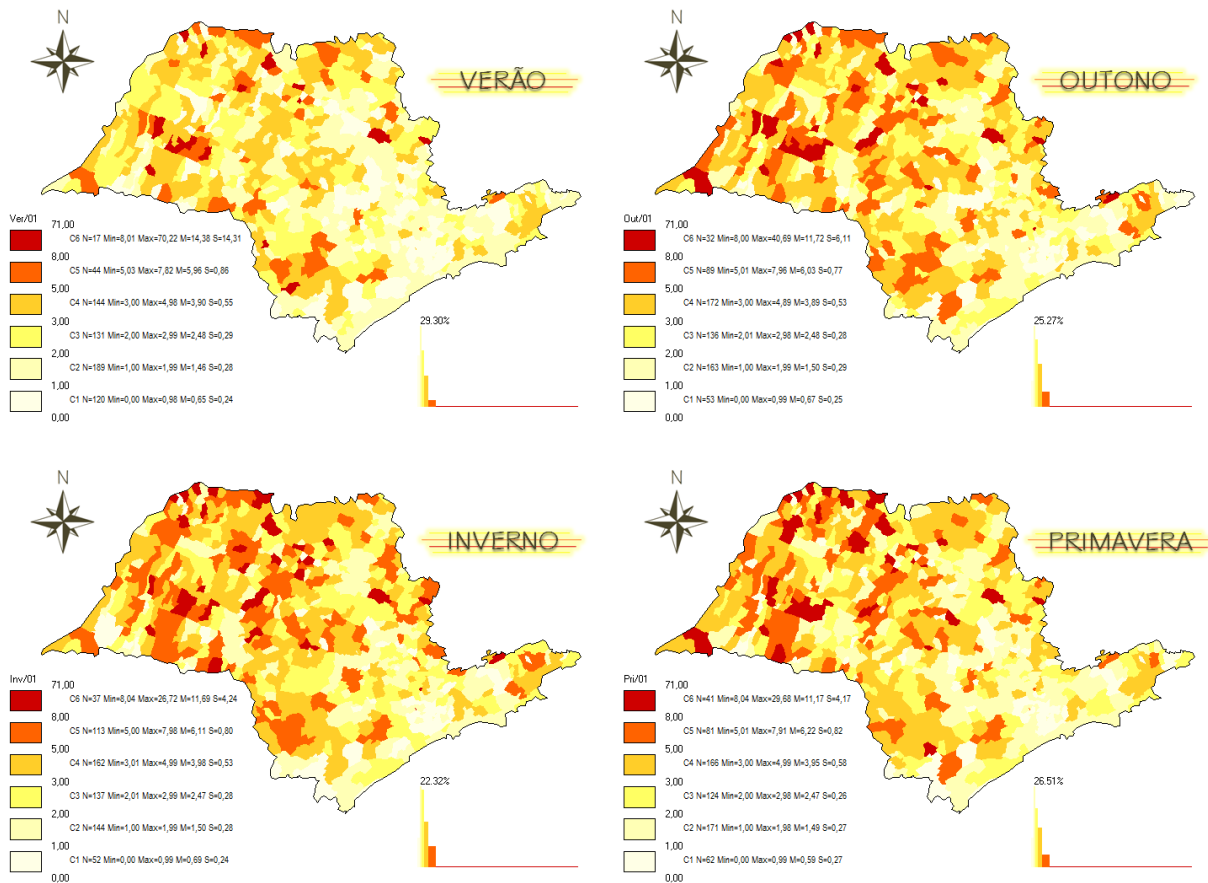 N
VERÃO
Ver/01
71,00
C6 N=17 Min=8,01 Max=70,22 M=14,38 S=14,31
8,00
C5 N=44 Min=5,03 Max=7,82 M=5,96 S=0,86
5,00
C4 N=144 Min=3,00 Max=4,98 M=3,90 S=0,55
3,00
C3 N=131 Min=2,00 Max=2,99 M=2,48 S=0,29
2,00
C2 N=189 Min=1,00 Max=1,99 M=1,46 S=0,28
1,00
C1 N=120 Min=0,00 Max=0,98 M=0,65 S=0,24
0,00
29.30%
N
OUTONO
Out/01
71,00
C6 N=32 Min=8,00 Max=40,69 M=11,72 S=6,11
8,00
C5 N=89 Min=5,01 Max=7,96 M=6,03 S=0,77
5,00
C4 N=172 Min=3,00 Max=4,89 M=3,89 S=0,53
3,00
C3 N=136 Min=2,01 Max=2,98 M=2,48 S=0,28
2,00
C2 N=163 Min=1,00 Max=1,99 M=1,50 S=0,29
1,00
C1 N=53 Min=0,00 Max=0,99 M=0,67 S=0,25
0,00
25.27%
N
INVERNO
Inv/01
71,00
C6 N=37 Min=8,04 Max=26,72 M=11,69 S=4,24
8,00
C5 N=113 Min=5,00 Max=7,98 M=6,11 S=0,80
5,00
C4 N=162 Min=3,01 Max=4,99 M=3,98 S=0,53
3,00
C3 N=137 Min=2,01 Max=2,99 M=2,47 S=0,28
2,00
C2 N=144 Min=1,00 Max=1,99 M=1,50 S=0,28
1,00
C1 N=52 Min=0,00 Max=0,99 M=0,69 S=0,24
0,00
22.32%
N
PRIMAVERA
Pri/01
71,00
C6 N=41 Min=8,04 Max=29,68 M=11,17 S=4,17
8,00
C5 N=81 Min=5,01 Max=7,91 M=6,22 S=0,82
5,00
C4 N=166 Min=3,00 Max=4,99 M=3,95 S=0,58
3,00
C3 N=124 Min=2,00 Max=2,98 M=2,47 S=0,26
2,00
C2 N=171 Min=1,00 Max=1,98 M=1,49 S=0,27
1,00
C1 N=62 Min=0,00 Max=0,99 M=0,59 S=0,27
0,00
26.51%